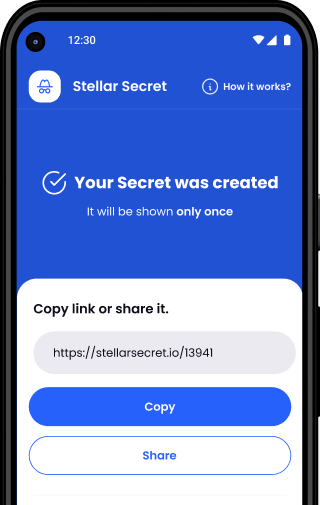 12:30
Stellar Secret
How it works?
Your Secret was created
It will be shown only once
Copy link or share it.
https://stellarsecret.io/13941
Copy
Share